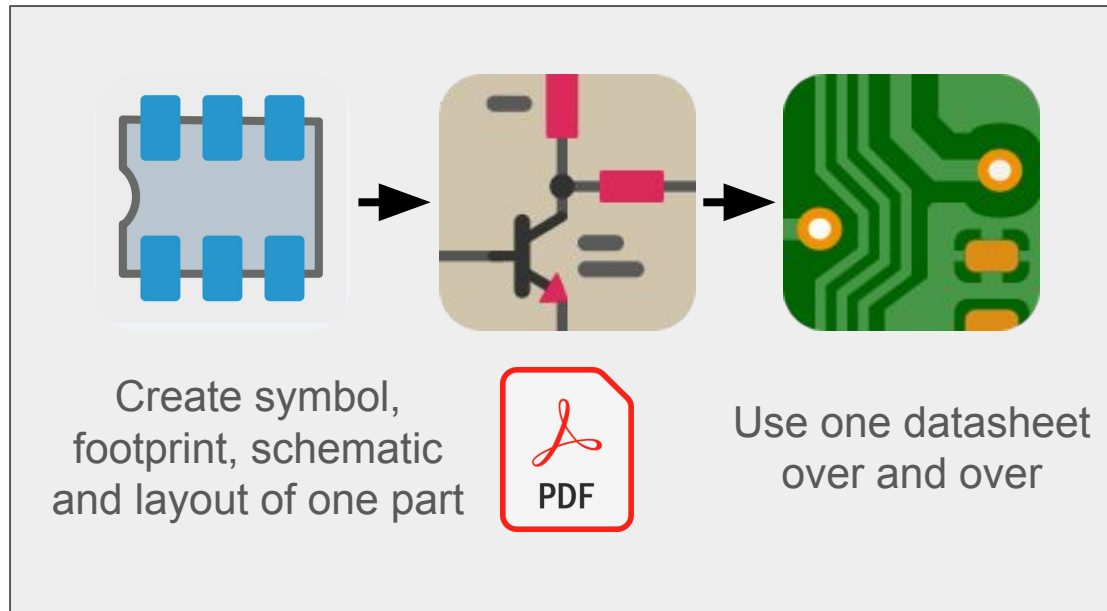 Create symbol,
footprint, schematic
and layout of one part
PDF
Use one datasheet
over and over